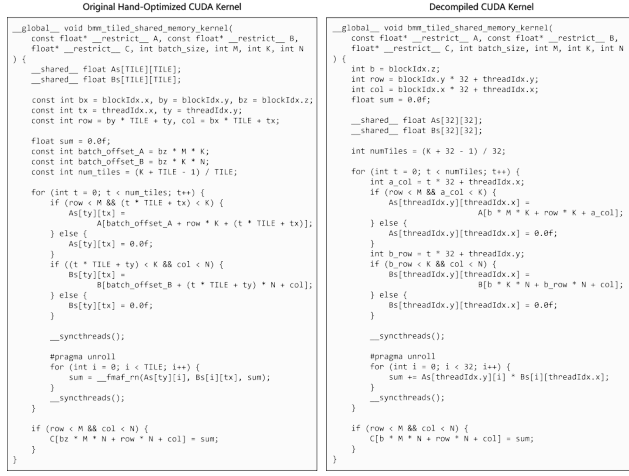 Original Hand-Optimized CUDA Kernel
__global__ void bmm_tiled_shared_memory_kernel(
    const float* __restrict__ A, const float* __restrict__ B,
    float* __restrict__ C, int batch_size, int M, int K, int N
) {
    __shared__ float As[TILE][TILE];
    __shared__ float Bs[TILE][TILE];
    const int bx = blockIdx.x, by = blockIdx.y, bz = blockIdx.z;
    const int tx = threadIdx.x, ty = threadIdx.y;
    const int row = by * TILE + ty, col = bx * TILE + tx;
    float sum = 0.0f;
    const int batch_offset_A = bz * M * K;
    const int batch_offset_B = bz * K * N;
    const int num_tiles = (K + TILE - 1) / TILE;
    for (int t = 0; t < num_tiles; t++) {
        if (row < M && (t * TILE + tx) < K) {
            As[ty][tx] =
                    A[batch_offset_A + row * K + (t * TILE + tx)];
        } else {
            As[ty][tx] = 0.0f;
        }
        if ((t * TILE + ty) < K && col < N) {
            Bs[ty][tx] =
                    B[batch_offset_B + (t * TILE + ty) * N + col];
        } else {
            Bs[ty][tx] = 0.0f;
        }
        __syncthreads();
        #pragma unroll
        for (int i = 0; i < TILE; i++) {
            sum = __fmaf_rn(As[ty][i], Bs[i][tx], sum);
        }
        __syncthreads();
    }
    if (row < M && col < N) {
        C[bz * M * N + row * N + col] = sum;
    }
}
Decompiled CUDA Kernel
__global__ void bmm_tiled_shared_memory_kernel(
    const float* __restrict__ A, const float* __restrict__ B,
    float* __restrict__ C, int batch_size, int M, int K, int N
) {
    int b = blockIdx.z;
    int row = blockIdx.y * 32 + threadIdx.y;
    int col = blockIdx.x * 32 + threadIdx.x;
    float sum = 0.0f;
    __shared__ float As[32][32];
    __shared__ float Bs[32][32];
    int numTiles = (K + 32 - 1) / 32;
    for (int t = 0; t < numTiles; t++) {
        int a_col = t * 32 + threadIdx.x;
        if (row < M && a_col < K) {
            As[threadIdx.y][threadIdx.x] =
                                A[b * M * K + row * K + a_col];
        } else {
            As[threadIdx.y][threadIdx.x] = 0.0f;
        }
        int b_row = t * 32 + threadIdx.y;
        if (b_row < K && col < N) {
            Bs[threadIdx.y][threadIdx.x] =
                                B[b * K * N + b_row * N + col];
        } else {
            Bs[threadIdx.y][threadIdx.x] = 0.0f;
        }
        __syncthreads();
        #pragma unroll
        for (int i = 0; i < 32; i++) {
            sum += As[threadIdx.y][i] * Bs[i][threadIdx.x];
        }
        __syncthreads();
    }
    if (row < M && col < N) {
        C[b * M * N + row * N + col] = sum;
    }
}